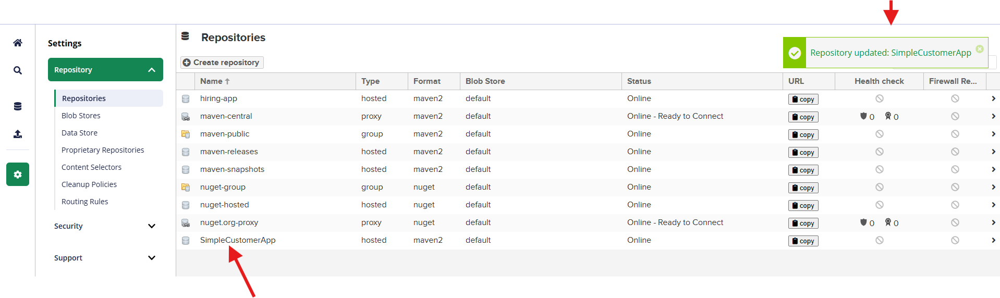 Settings
Repository
Repositories
Blob Stores
Data Store
Proprietary Repositories
Content Selectors
Cleanup Policies
Routing Rules
Security
Support
Repositories
Repository updated: SimpleCustomerApp
Create repository
Name Type Format Blob Store Status URL Health check Firewall Re...
hiring-app hosted maven2 default Online copy
maven-central proxy maven2 default Online - Ready to Connect copy 0 0
maven-public group maven2 default Online copy
maven-releases hosted maven2 default Online copy
maven-snapshots hosted maven2 default Online copy
nuget-group group nuget default Online copy
nuget-hosted hosted nuget default Online copy
nuget.org-proxy proxy nuget default Online - Ready to Connect copy 0 0
SimpleCustomerApp hosted maven2 default Online copy